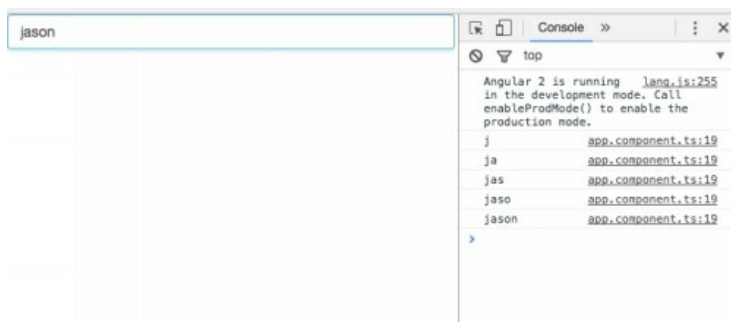 jason
Console »
top
Angular 2 is running lang.js:255
in the development mode. Call
enableProdMode() to enable the
production mode.
j app.component.ts:19
ja app.component.ts:19
jas app.component.ts:19
jaso app.component.ts:19
jason app.component.ts:19
>